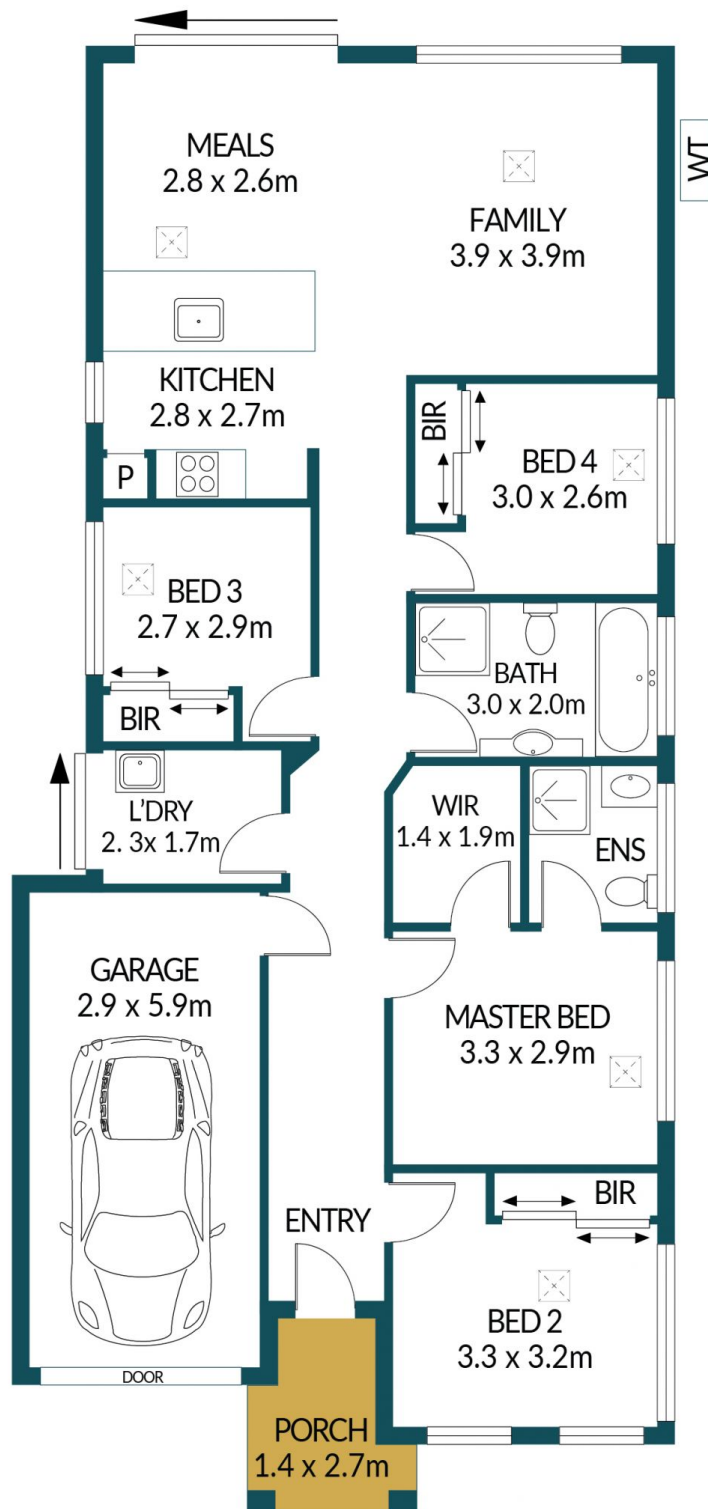 MEALS
2.8 x 2.6m
WT
FAMILY
3.9 x 3.9m
KITCHEN
2.8 x 2.7m
BIR
BED 4
3.0 x 2.6m
P
BED 3
2.7 x 2.9m
BIR
BATH
3.0 x 2.0m
L'DRY
2. 3x 1.7m
WIR
1.4 x 1.9m
ENS
GARAGE
2.9 x 5.9m
MASTER BED
3.3 x 2.9m
BIR
ENTRY
BED 2
3.3 x 3.2m
DOOR
PORCH
1.4 x 2.7m